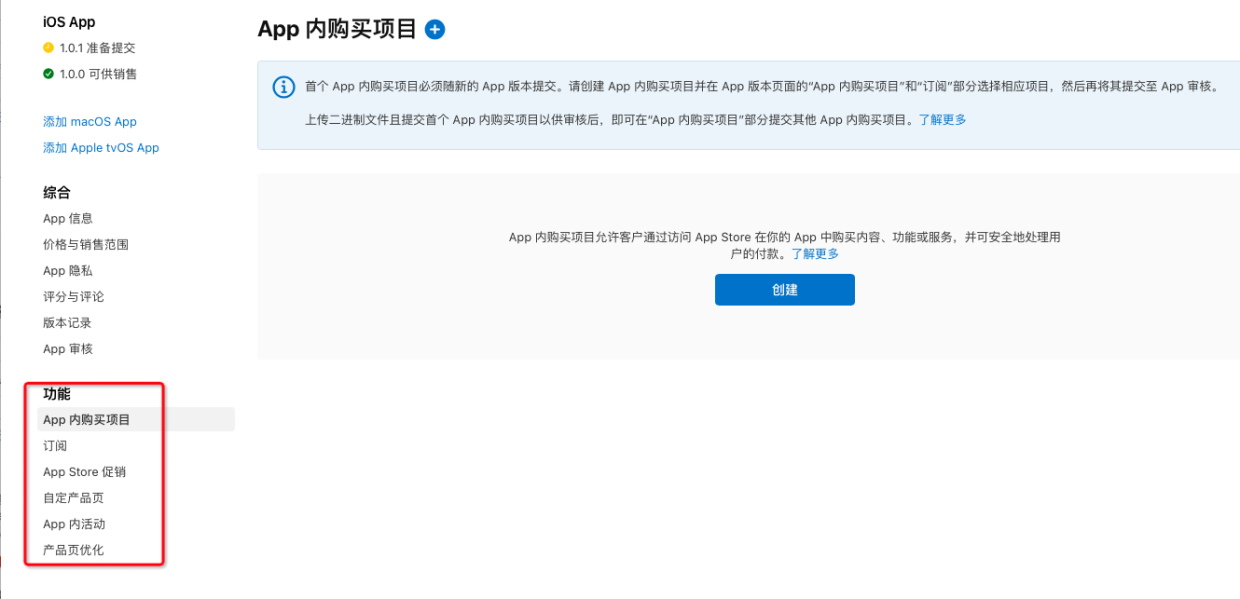 iOS App
1.0.1 准备提交
1.0.0 可供销售
添加 macOS App
添加 Apple tvOS App
综合
App 信息
价格与销售范围
App 隐私
评分与评论
版本记录
App 审核
功能
App 内购买项目
订阅
App Store 促销
自定产品页
App 内活动
产品页优化
App 内购买项目
首个 App 内购买项目必须随新的 App 版本提交。请创建 App 内购买项目并在 App 版本页面的“App 内购买项目”和“订阅”部分选择相应项目，然后再将其提交至 App 审核。
上传二进制文件且提交首个 App 内购买项目以供审核后，即可在“App 内购买项目”部分提交其他 App 内购买项目。了解更多
App 内购买项目允许客户通过访问 App Store 在你的 App 中购买内容、功能或服务，并可安全地处理用
户的付款。了解更多
创建